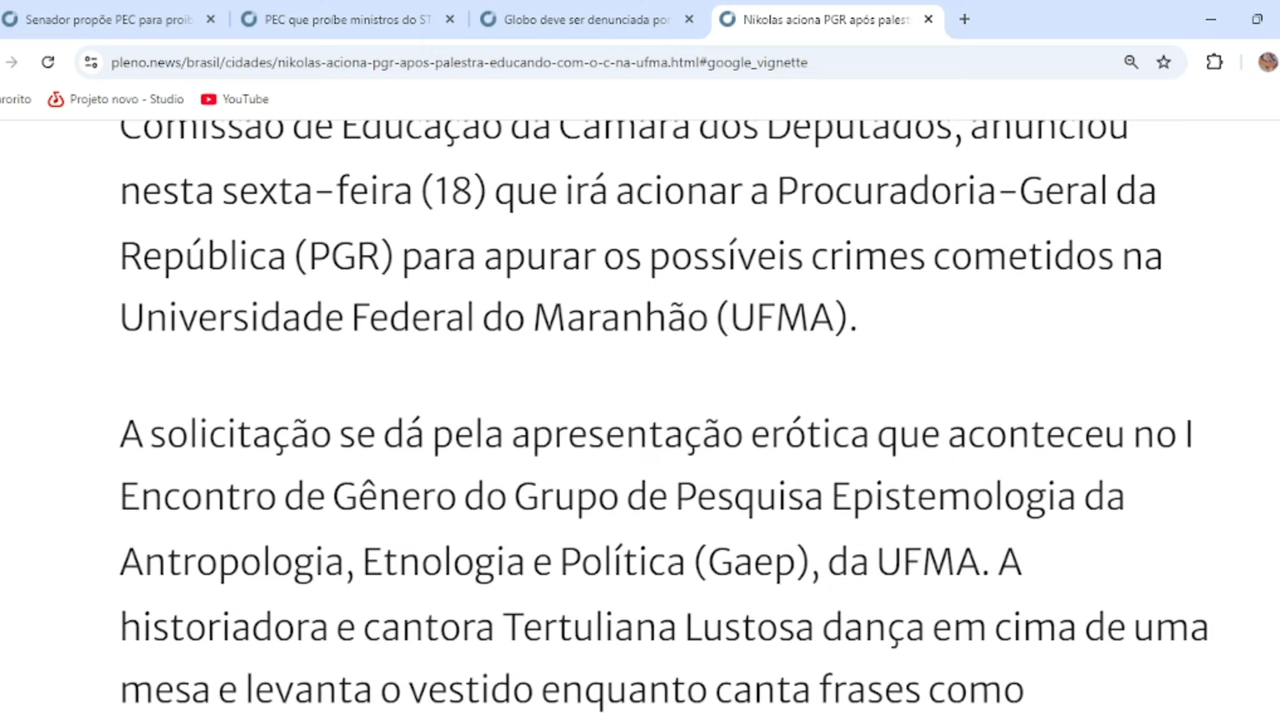 Senador propõe PEC para proib
PEC que proíbe ministros do ST
Globo deve ser denunciada por
Nikolas aciona PGR após palest
pleno.news/brasil/cidades/nikolas-aciona-pgr-apos-palestra-educando-com-o-c-na-ufma.html#google_vignette
Projeto novo - Studio
YouTube
Comissão de Educação da Câmara dos Deputados, anunciou
nesta sexta-feira (18) que irá acionar a Procuradoria-Geral da
República (PGR) para apurar os possíveis crimes cometidos na
Universidade Federal do Maranhão (UFMA).
A solicitação se dá pela apresentação erótica que aconteceu no I
Encontro de Gênero do Grupo de Pesquisa Epistemologia da
Antropologia, Etnologia e Política (Gaep), da UFMA. A
historiadora e cantora Tertuliana Lustosa dança em cima de uma
mesa e levanta o vestido enquanto canta frases como